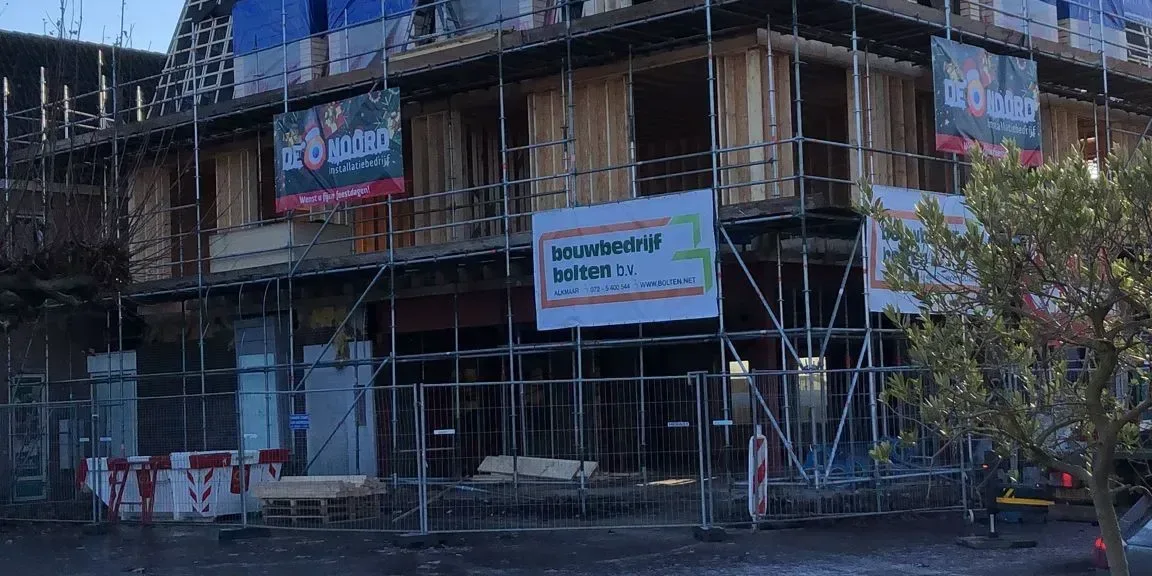 DE NOORD
installatiebedrijf
Wenst u fijne feestdagen!
DE NOORD
installatiebedrijf
bouwbedrijf
bolten b.v.
ALKMAAR 072 - 5 400 544 WWW.BOLTEN.NET
bouwbedrijf